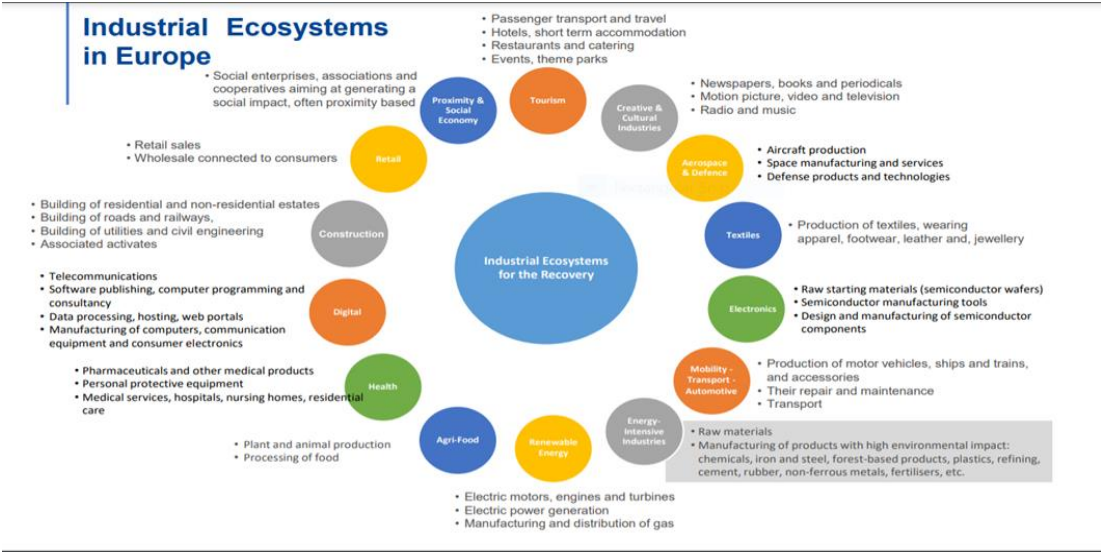 Industrial Ecosystems
in Europe
• Passenger transport and travel
• Hotels, short term accommodation
• Restaurants and catering
• Events, theme parks
Tourism
• Social enterprises, associations and
cooperatives aiming at generating a
social impact, often proximity based
Proximity &
Social
Economy
• Newspapers, books and periodicals
• Motion picture, video and television
• Radio and music
Creative &
Cultural
Industries
• Retail sales
• Wholesale connected to consumers
Retail
Aerospace
& Defence
• Aircraft production
• Space manufacturing and services
• Defense products and technologies
• Building of residential and non-residential estates
• Building of roads and railways,
• Building of utilities and civil engineering
• Associated activates
Construction
Industrial Ecosystems
for the Recovery
Textiles
• Production of textiles, wearing
apparel, footwear, leather and, jewellery
• Telecommunications
• Software publishing, computer programming and
consultancy
• Data processing, hosting, web portals
• Manufacturing of computers, communication
equipment and consumer electronics
Digital
Electronics
• Raw starting materials (semiconductor wafers)
• Semiconductor manufacturing tools
• Design and manufacturing of semiconductor
components
• Pharmaceuticals and other medical products
• Personal protective equipment
• Medical services, hospitals, nursing homes, residential
care
Health
Mobility -
Transport -
Automotive
• Production of motor vehicles, ships and trains,
and accessories
• Their repair and maintenance
• Transport
• Plant and animal production
• Processing of food
Agri-Food
Renewable
Energy
• Electric motors, engines and turbines
• Electric power generation
• Manufacturing and distribution of gas
Energy-
Intensive
Industries
• Raw materials
• Manufacturing of products with high environmental impact:
chemicals, iron and steel, forest-based products, plastics, refining,
cement, rubber, non-ferrous metals, fertilisers, etc.